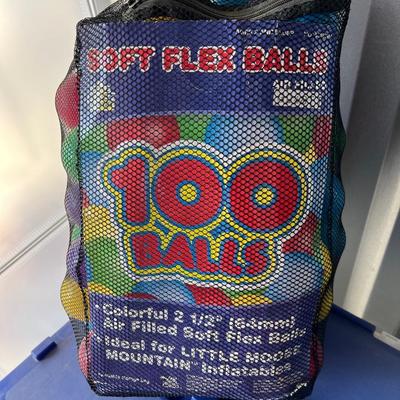 SOFT FLEX BALLS
100
BALLS
*Colorful 2 1/2" [64mm]
Air Filled Soft Flex Balls
*Ideal for LITTLE MOOSE
MOUNTAIN™ Inflatables